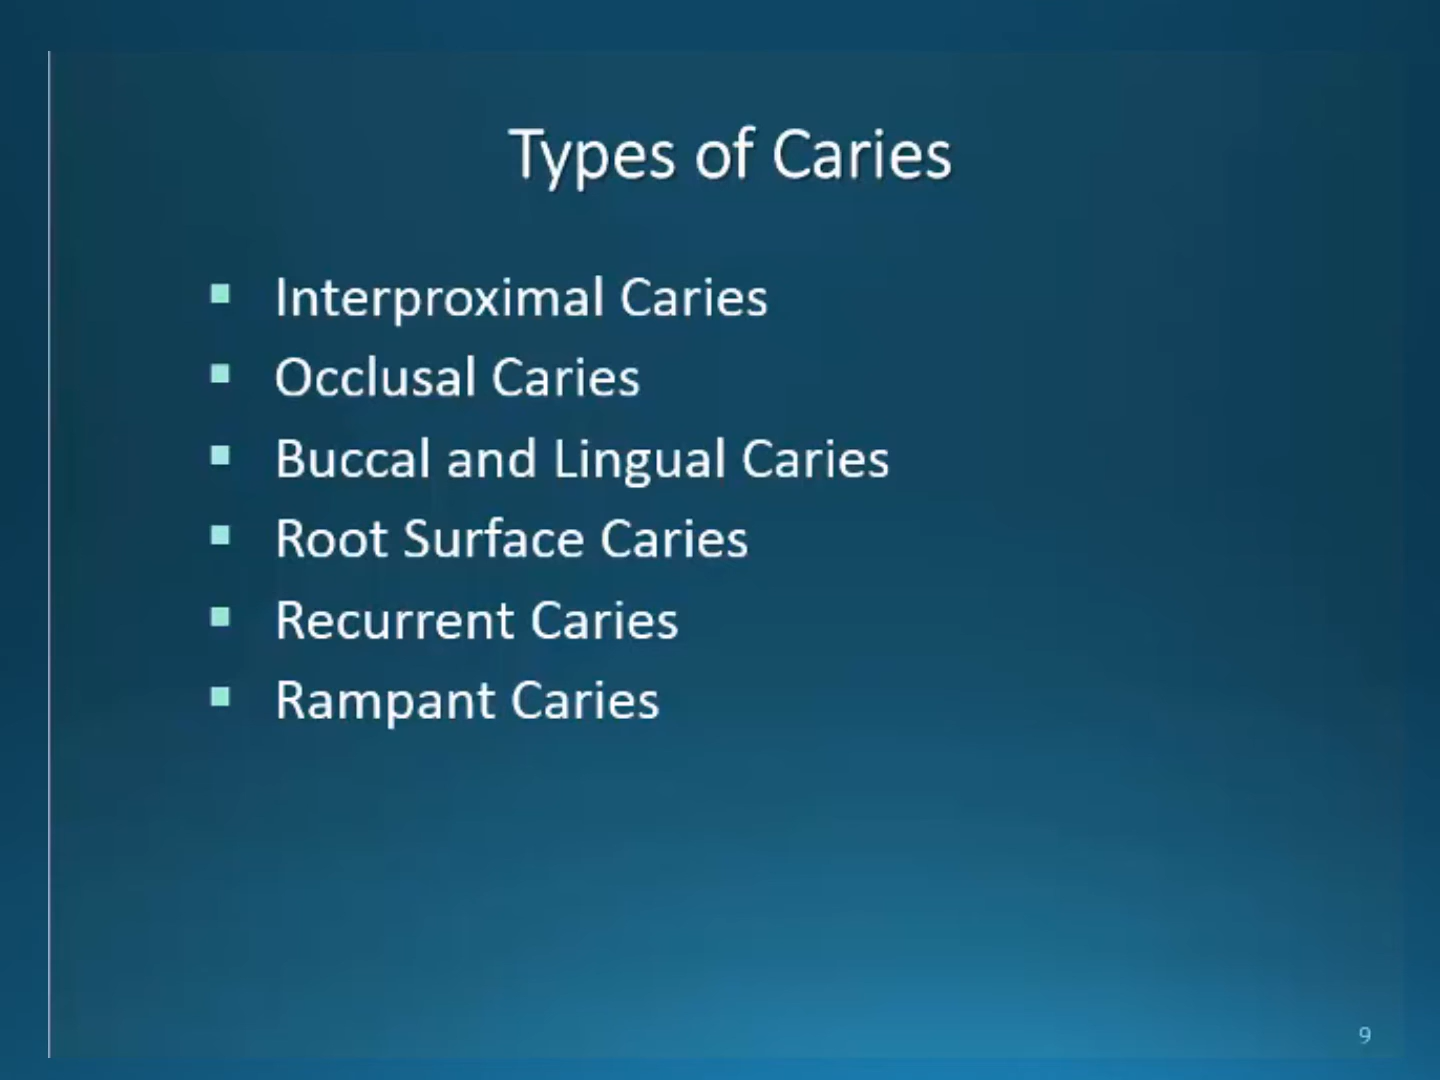 Types of Caries
▪ Interproximal Caries
▪ Occlusal Caries
▪ Buccal and Lingual Caries
▪ Root Surface Caries
▪ Recurrent Caries
▪ Rampant Caries
9